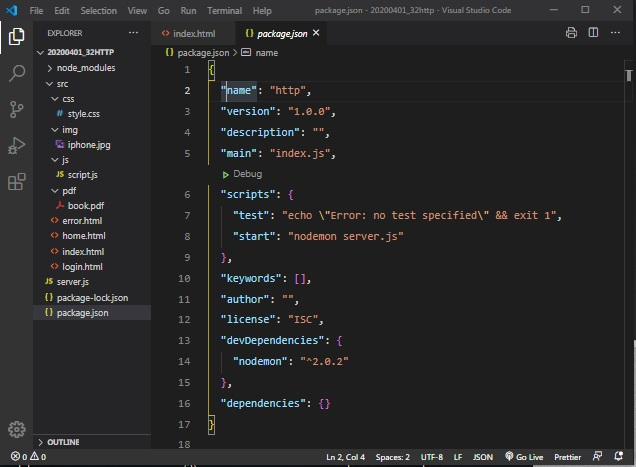 File Edit Selection View Go Run Terminal Help package.json - 20200401_32http - Visual Studio Code
EXPLORER ···
20200401_32HTTP
node_modules
src
css
# style.css
img
iphone.jpg
js
JS script.js
pdf
book.pdf
<> error.html
<> home.html
<> index.html
<> login.html
JS server.js
{} package-lock.json
{} package.json
OUTLINE
<> index.html {} package.json ×
{} package.json > abc name
1 {
2 "name": "http",
3 "version": "1.0.0",
4 "description": "",
5 "main": "index.js",
Debug
6 "scripts": {
7 "test": "echo \"Error: no test specified\" && exit 1",
8 "start": "nodemon server.js"
9 },
10 "keywords": [],
11 "author": "",
12 "license": "ISC",
13 "devDependencies": {
14 "nodemon": "^2.0.2"
15 },
16 "dependencies": {}
17 }
18
0 0 Ln 2, Col 4 Spaces: 2 UTF-8 LF JSON Go Live Prettier